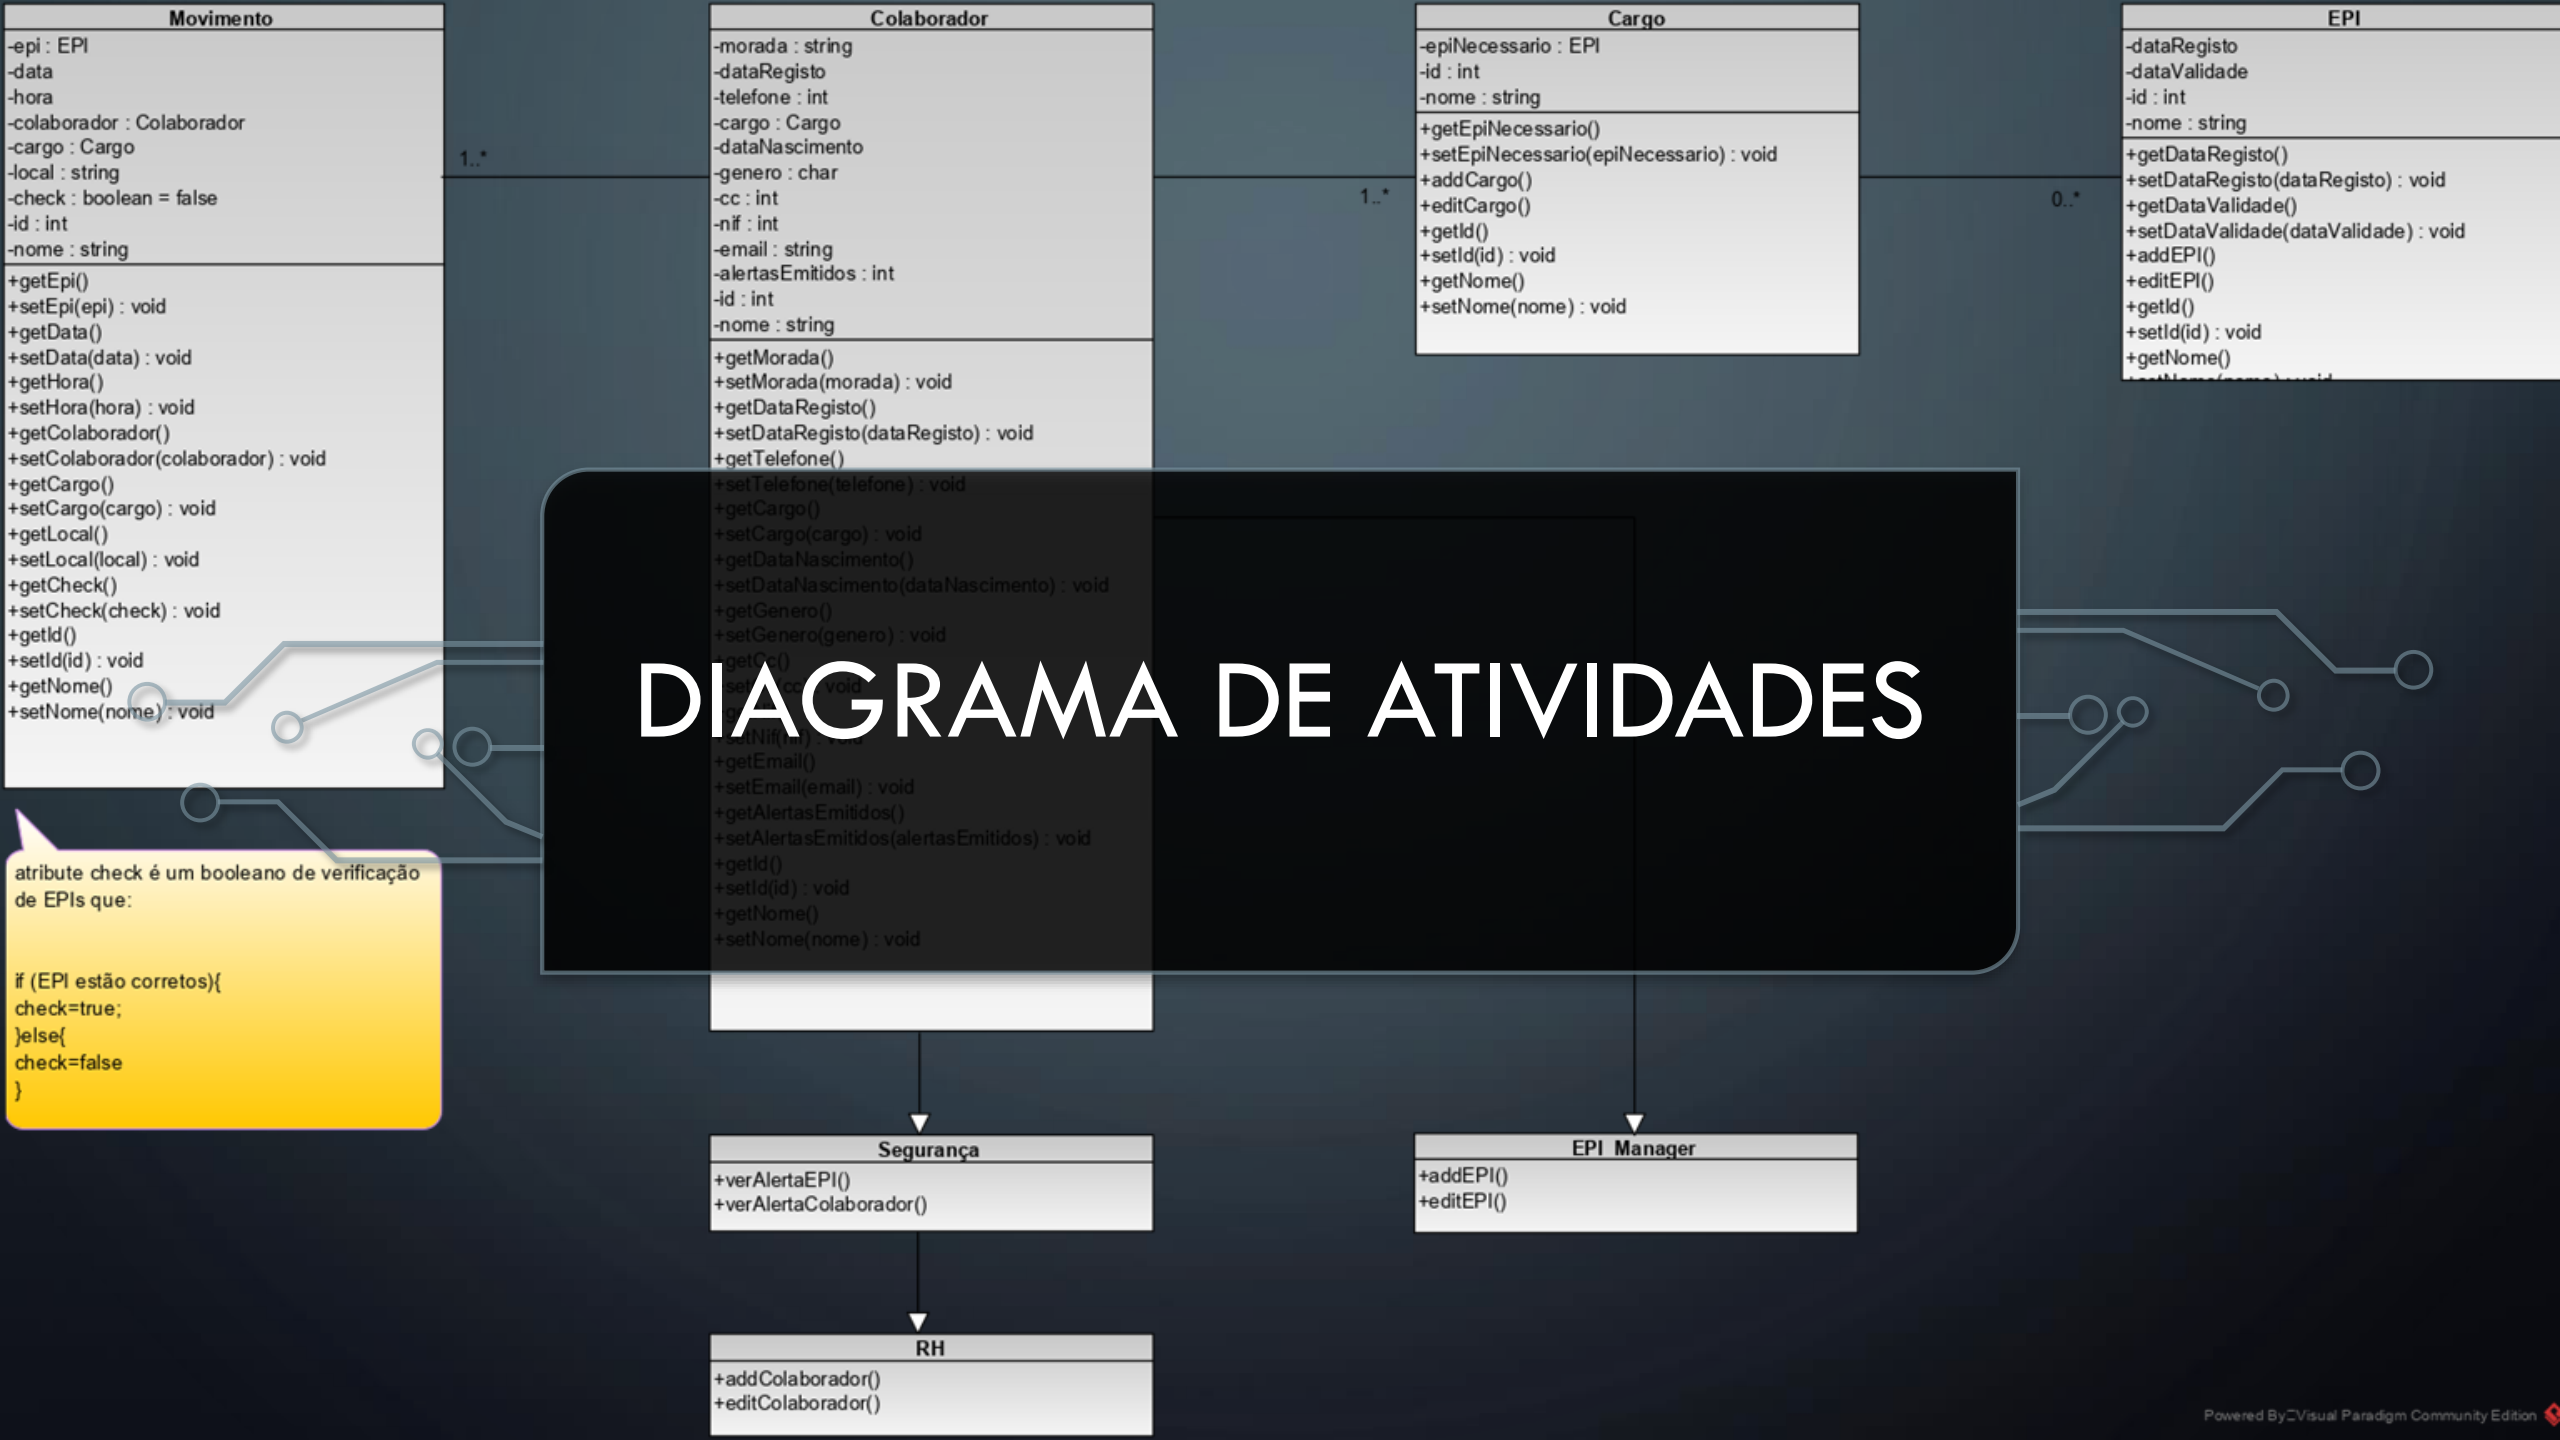 Movimento
-epi : EPI
-data
-hora
-colaborador : Colaborador
-cargo : Cargo
-local : string
-check : boolean = false
-id : int
-nome : string
+getEpi()
+setEpi(epi) : void
+getData()
+setData(data) : void
+getHora()
+setHora(hora) : void
+getColaborador()
+setColaborador(colaborador) : void
+getCargo()
+setCargo(cargo) : void
+getLocal()
+setLocal(local) : void
+getCheck()
+setCheck(check) : void
+getId()
+setId(id) : void
+getNome()
+setNome(nome) : void
atribute check é um booleano de verificação
de EPIs que:
if (EPI estão corretos){
check=true;
}else{
check=false
}
1..*
Colaborador
-morada : string
-dataRegisto
-telefone : int
-cargo : Cargo
-dataNascimento
-genero : char
-cc : int
-nif : int
-email : string
-alertasEmitidos : int
-id : int
-nome : string
+getMorada()
+setMorada(morada) : void
+getDataRegisto()
+setDataRegisto(dataRegisto) : void
+getTelefone()
+setTelefone(telefone) : void
+getCargo()
+setCargo(cargo) : void
+getDataNascimento()
+setDataNascimento(dataNascimento) : void
+getGenero()
+setGenero(genero) : void
DIAGRAMA DE ATIVIDADES
+getEmail()
+setEmail(email) : void
+getAlertasEmitidos()
+setAlertasEmitidos(alertasEmitidos) : void
+getId()
+setId(id) : void
+getNome()
+setNome(nome) : void
1..*
Cargo
-epiNecessario : EPI
-id : int
-nome : string
+getEpiNecessario()
+setEpiNecessario(epiNecessario) : void
+addCargo()
+editCargo()
+getId()
+setId(id) : void
+getNome()
+setNome(nome) : void
0..*
EPI
-dataRegisto
-dataValidade
-id : int
-nome : string
+getDataRegisto()
+setDataRegisto(dataRegisto) : void
+getDataValidade()
+setDataValidade(dataValidade) : void
+addEPI()
+editEPI()
+getId()
+setId(id) : void
+getNome()
Segurança
+verAlertaEPI()
+verAlertaColaborador()
EPI Manager
+addEPI()
+editEPI()
RH
+addColaborador()
+editColaborador()
Powered By Visual Paradigm Community Edition